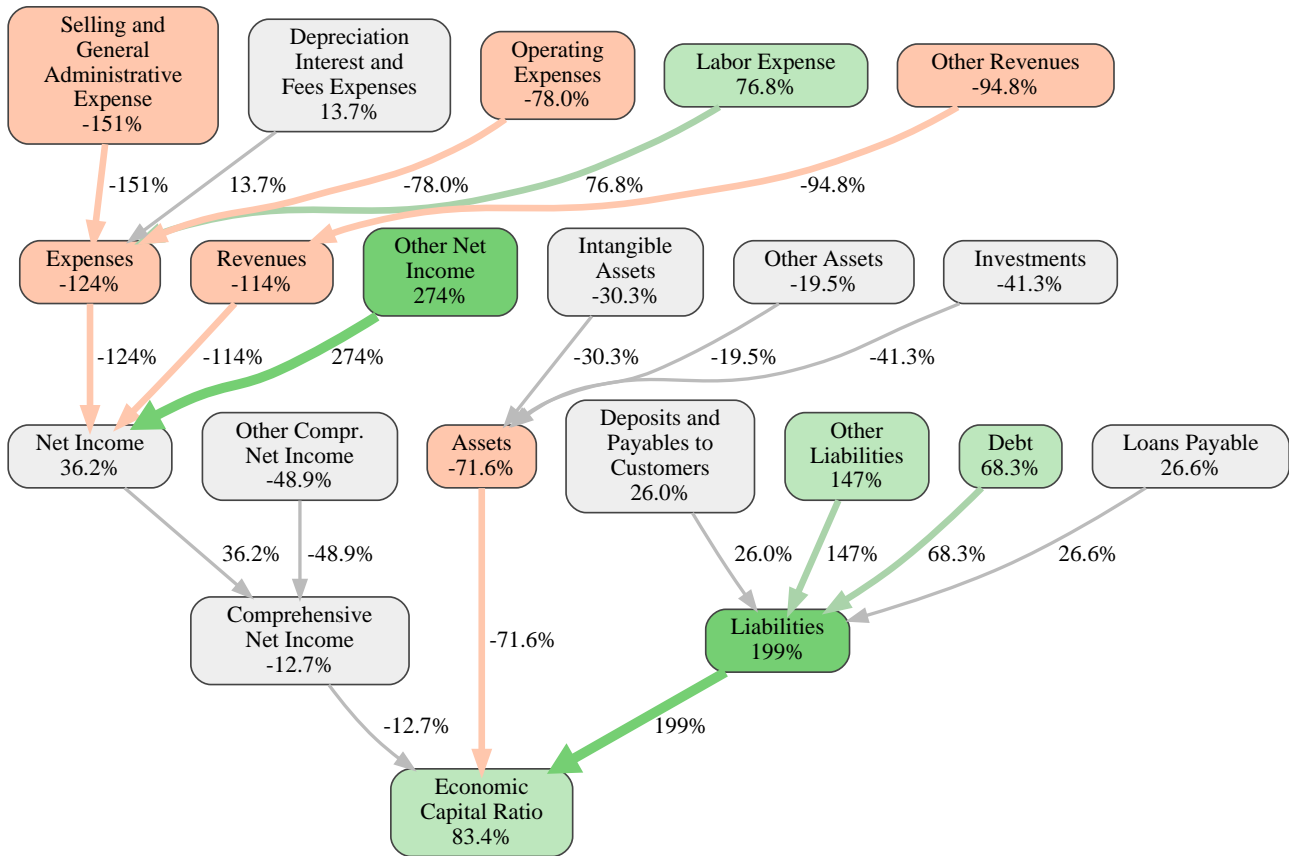 Selling and
General
Administrative
Expense
-151%
Depreciation
Interest and
Fees Expenses
13.7%
Operating
Expenses
-78.0%
Labor Expense
76.8%
Other Revenues
-94.8%
-151%
13.7%
-78.0%
76.8%
-94.8%
Expenses
-124%
Revenues
-114%
Other Net
Income
274%
Intangible
Assets
-30.3%
Other Assets
-19.5%
Investments
-41.3%
-124%
-114%
274%
-30.3%
-19.5%
-41.3%
Net Income
36.2%
Other Compr.
Net Income
-48.9%
Assets
-71.6%
Deposits and
Payables to
Customers
26.0%
Other
Liabilities
147%
Debt
68.3%
Loans Payable
26.6%
36.2%
-48.9%
26.0%
147%
68.3%
26.6%
Comprehensive
Net Income
-12.7%
-71.6%
Liabilities
199%
-12.7%
199%
Economic
Capital Ratio
83.4%